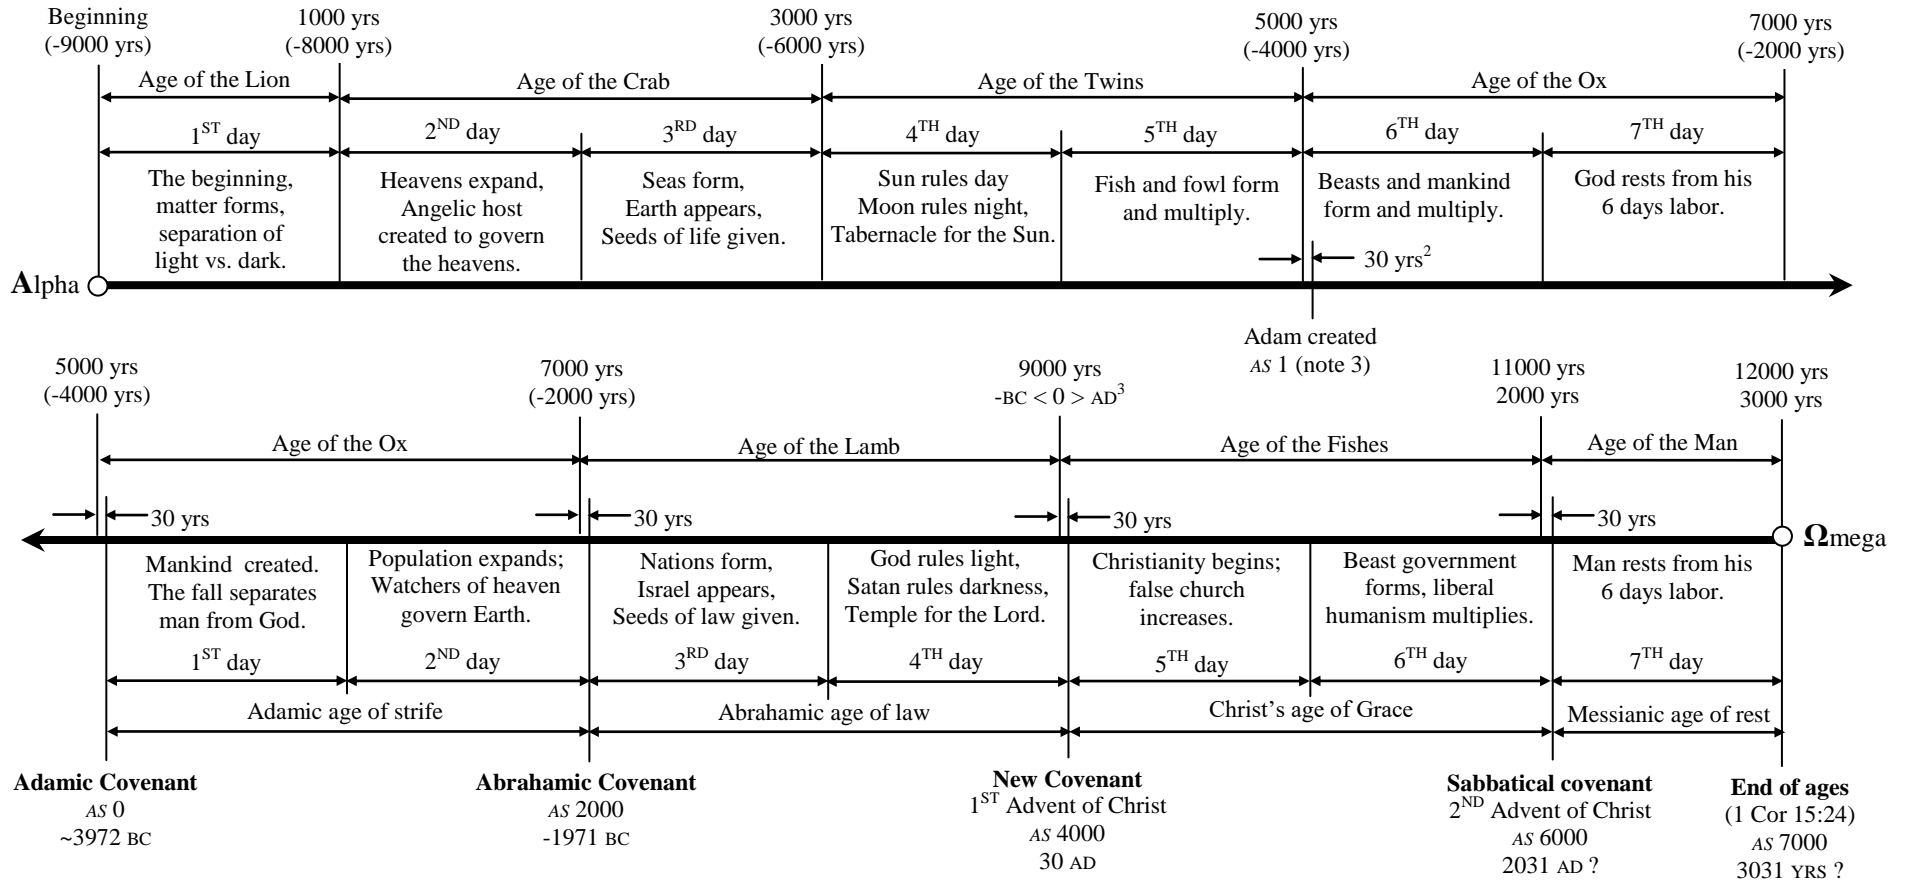 Beginning
(-9000 yrs)
1000 yrs
(-8000 yrs)
3000 yrs
(-6000 yrs)
5000 yrs
(-4000 yrs)
7000 yrs
(-2000 yrs)
Age of the Lion
Age of the Crab
Age of the Twins
Age of the Ox
1ST day
2ND day
3RD day
4TH day
5TH day
6TH day
7TH day
The beginning,
matter forms,
separation of
light vs. dark.
Heavens expand,
Angelic host
created to govern
the heavens.
Seas form,
Earth appears,
Seeds of life given.
Sun rules day
Moon rules night,
Tabernacle for the Sun.
Fish and fowl form
and multiply.
Beasts and mankind
form and multiply.
God rests from his
6 days labor.
30 yrs2
Alpha
Adam created
AS 1 (note 3)
5000 yrs
(-4000 yrs)
7000 yrs
(-2000 yrs)
9000 yrs
-BC < 0 > AD3
11000 yrs
2000 yrs
12000 yrs
3000 yrs
Age of the Ox
Age of the Lamb
Age of the Fishes
Age of the Man
30 yrs
30 yrs
30 yrs
30 yrs
Ωmega
Mankind created.
The fall separates
man from God.
Population expands;
Watchers of heaven
govern Earth.
Nations form,
Israel appears,
Seeds of law given.
God rules light,
Satan rules darkness,
Temple for the Lord.
Christianity begins;
false church
increases.
Beast government
forms, liberal
humanism multiplies.
Man rests from his
6 days labor.
1ST day
2ND day
3RD day
4TH day
5TH day
6TH day
7TH day
Adamic age of strife
Abrahamic age of law
Christ's age of Grace
Messianic age of rest
Adamic Covenant
AS 0
~3972 BC
Abrahamic Covenant
AS 2000
-1971 BC
New Covenant
1ST Advent of Christ
AS 4000
30 AD
Sabbatical covenant
2ND Advent of Christ
AS 6000
2031 AD ?
End of ages
(1 Cor 15:24)
AS 7000
3031 YRS ?